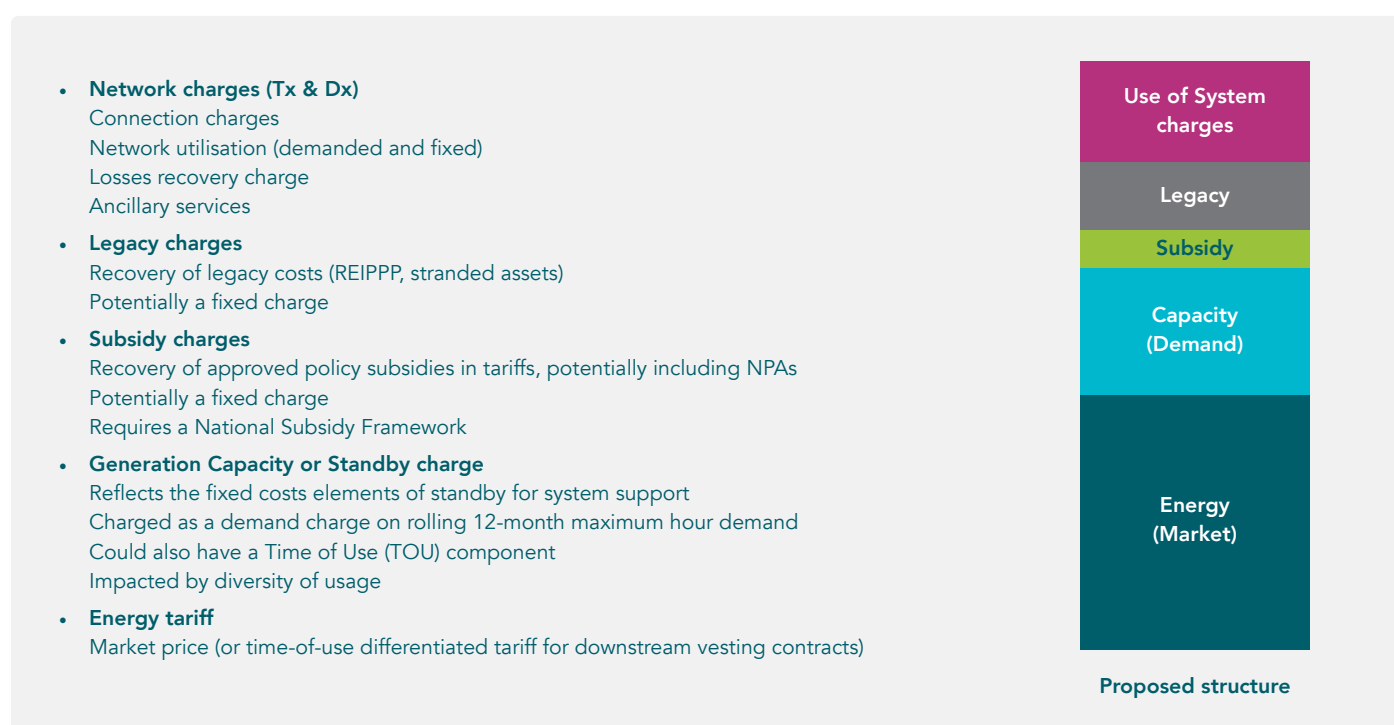 • Network charges (Tx & Dx)
Connection charges
Network utilisation (demanded and fixed)
Losses recovery charge
Ancillary services
• Legacy charges
Recovery of legacy costs (REIPPP, stranded assets)
Potentially a fixed charge
• Subsidy charges
Recovery of approved policy subsidies in tariffs, potentially including NPAs
Potentially a fixed charge
Requires a National Subsidy Framework
• Generation Capacity or Standby charge
Reflects the fixed costs elements of standby for system support
Charged as a demand charge on rolling 12-month maximum hour demand
Could also have a Time of Use (TOU) component
Impacted by diversity of usage
• Energy tariff
Market price (or time-of-use differentiated tariff for downstream vesting contracts)
Use of System
charges
Legacy
Subsidy
Capacity
(Demand)
Energy
(Market)
Proposed structure